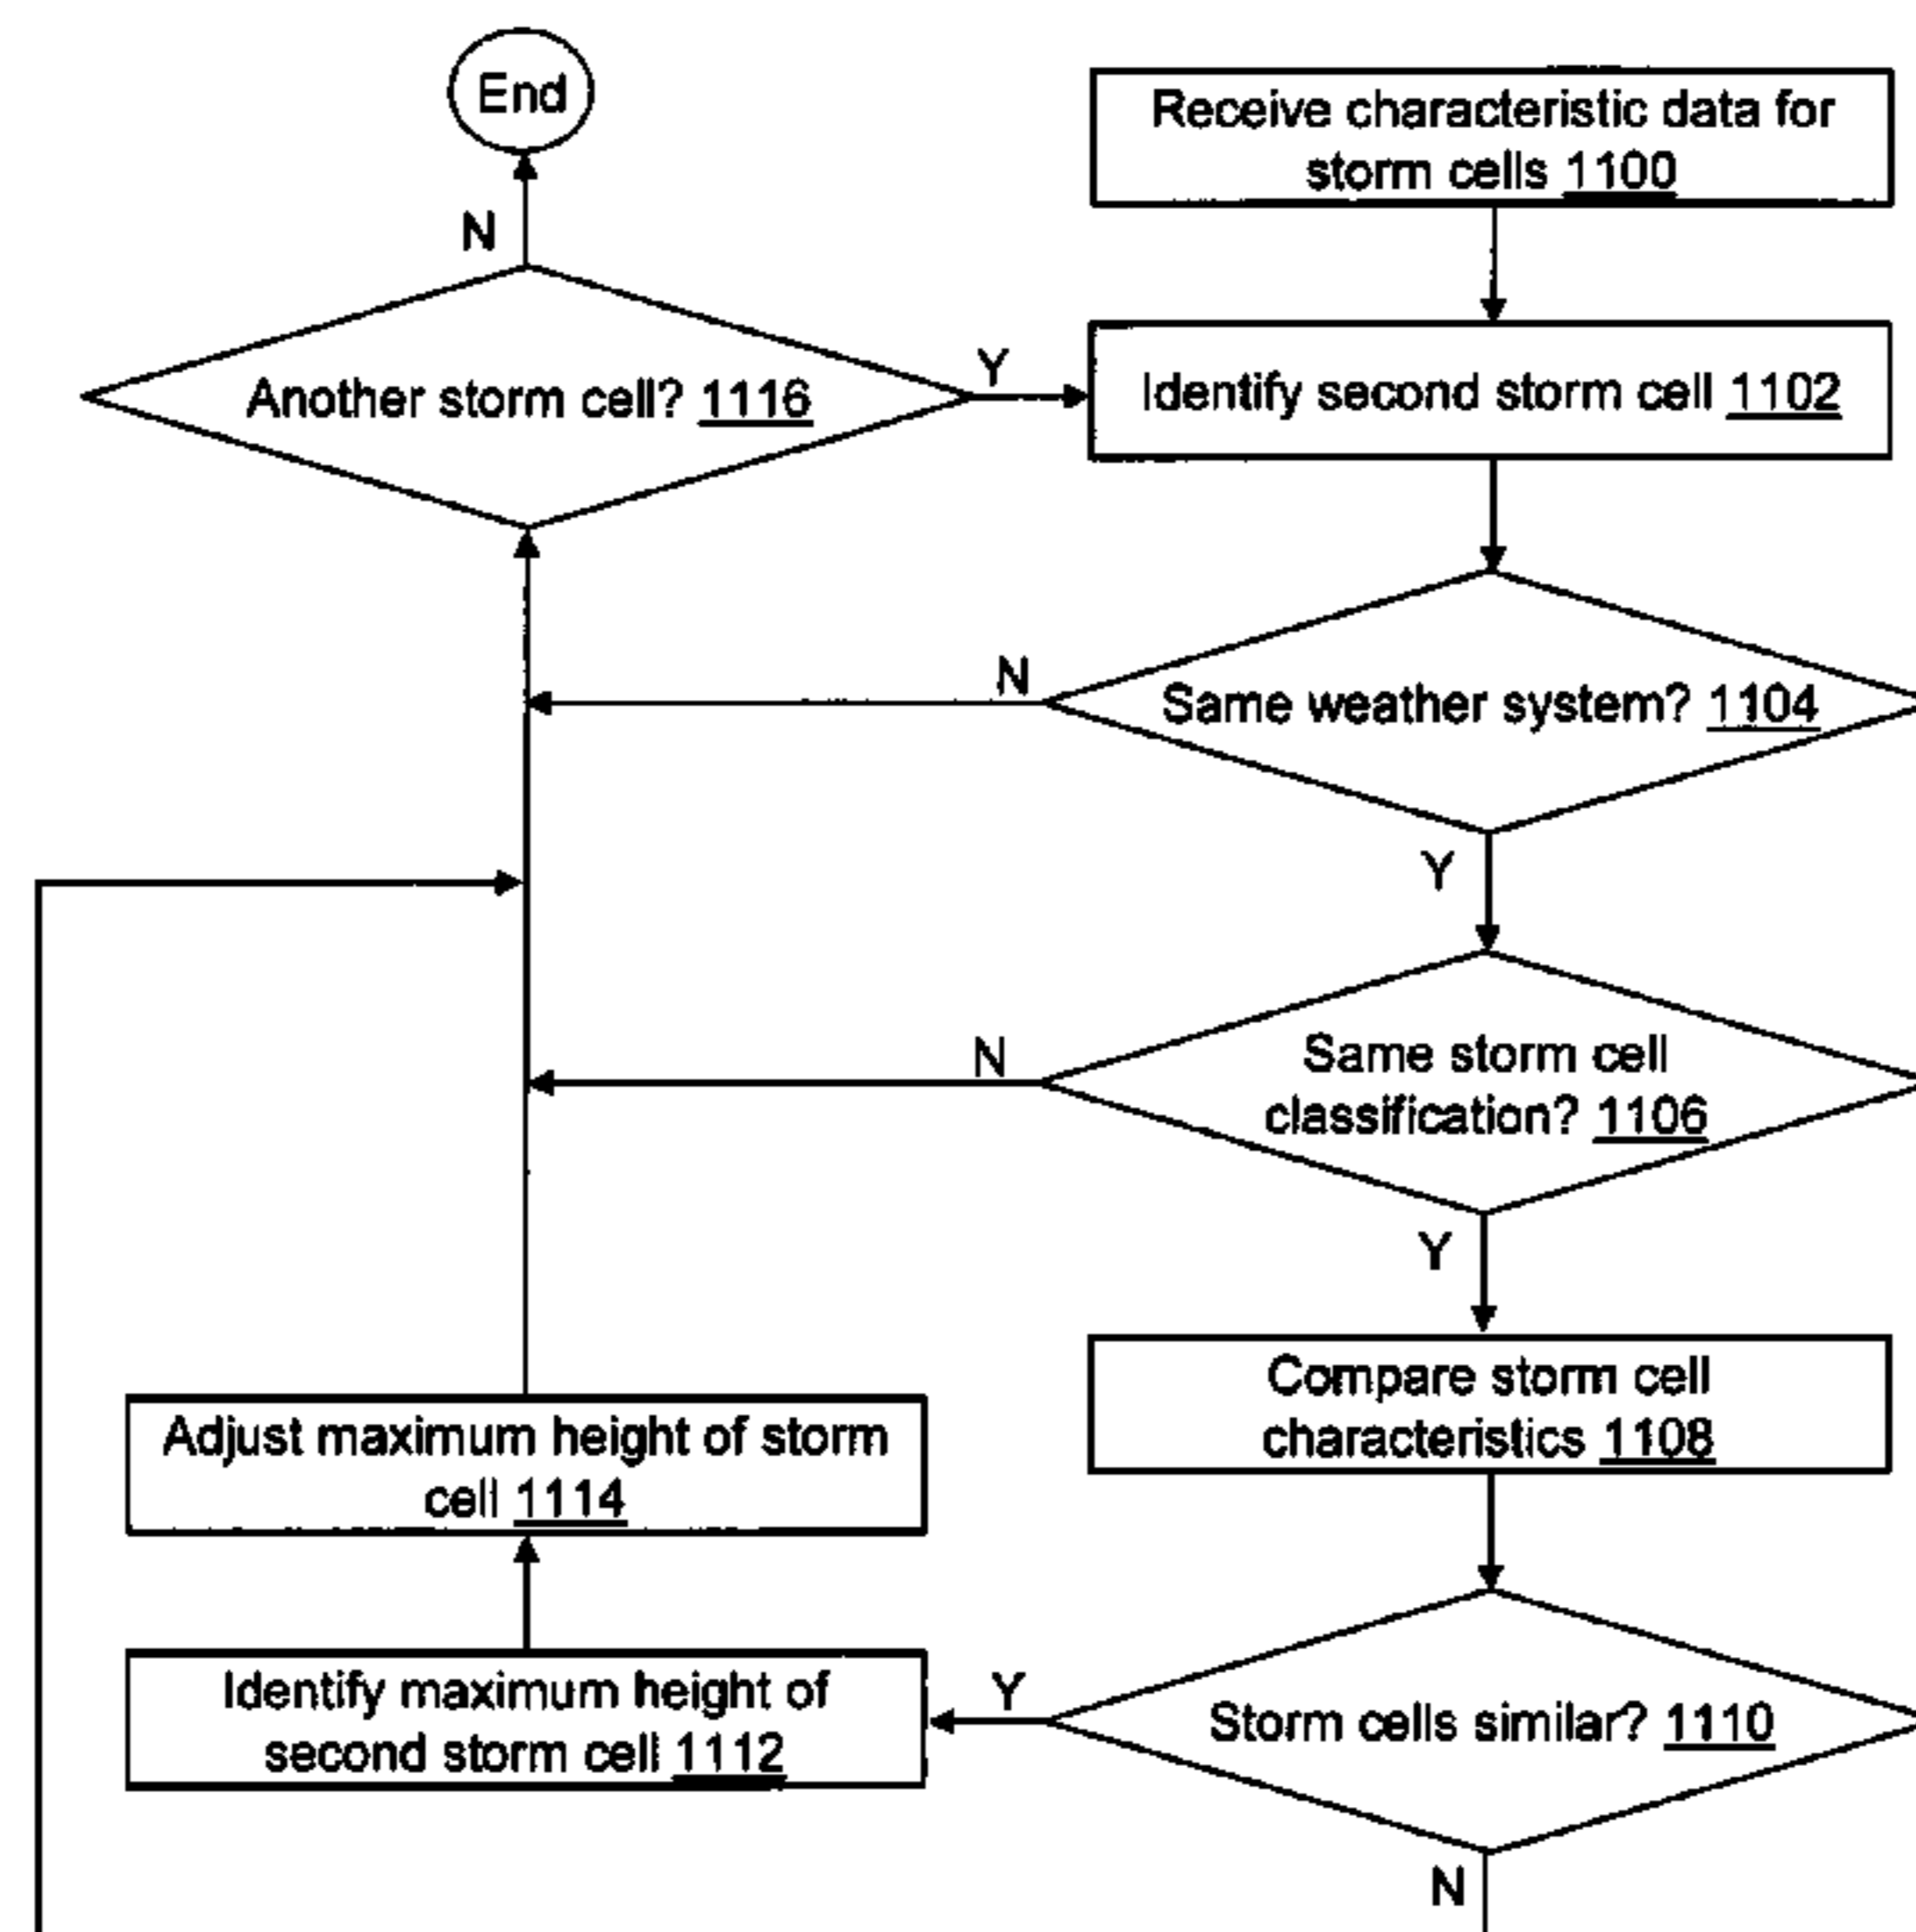 End
Receive characteristic data for
storm cells 1100
N
Another storm cell? 1116
Y
Identify second storm cell 1102
N
Same weather system? 1104
Y
N
Same storm cell
classification? 1106
Y
Compare storm cell
characteristics 1108
Adjust maximum height of storm
cell 1114
Identify maximum height of
second storm cell 1112
Y
Storm cells similar? 1110
N